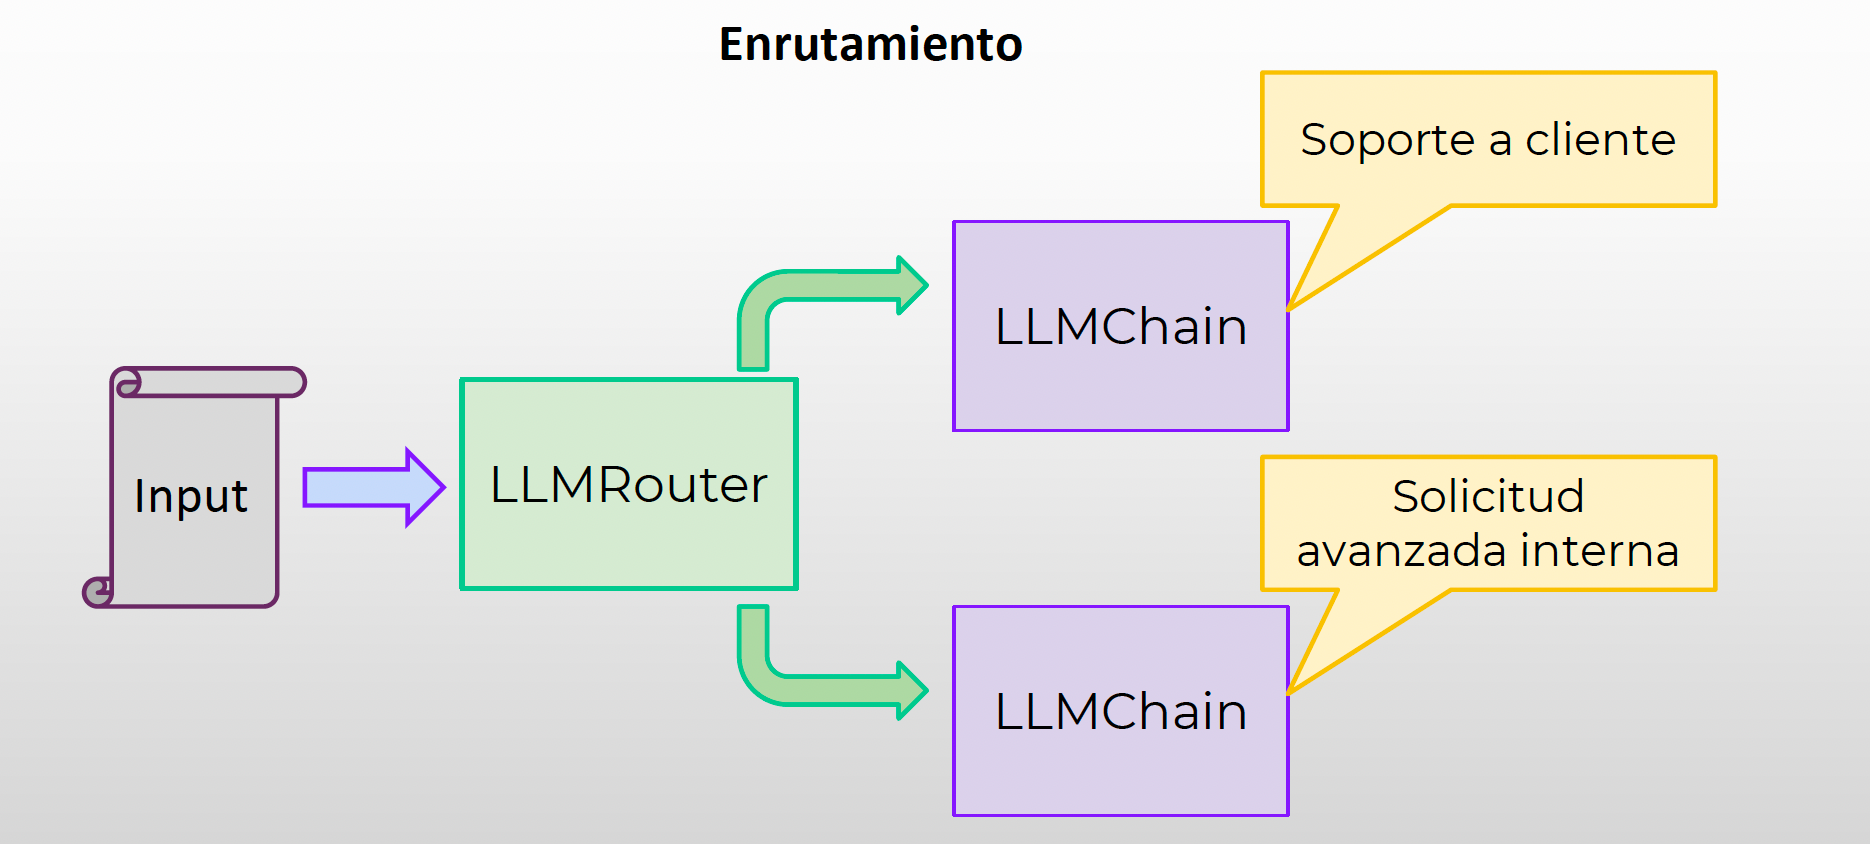 Enrutamiento
Soporte a cliente
LLMChain
Input
LLMRouter
Solicitud
avanzada interna
LLMChain